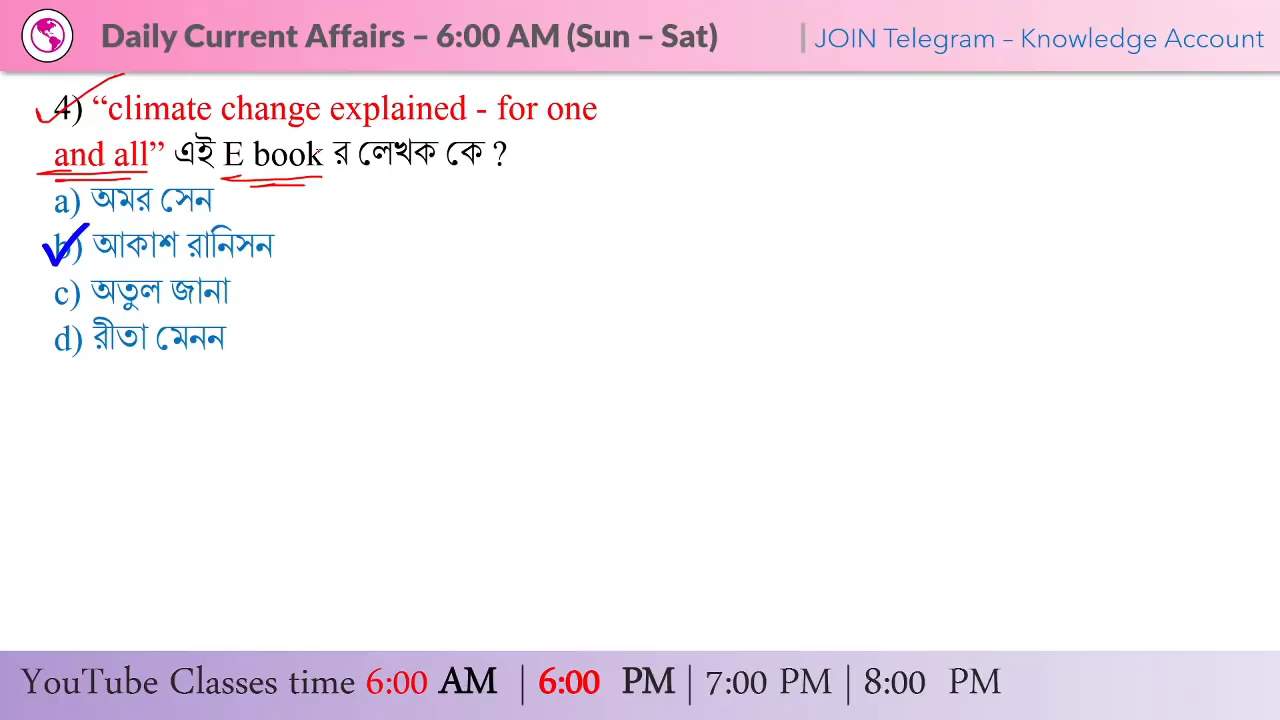 Daily Current Affairs – 6:00 AM (Sun – Sat)
JOIN Telegram – Knowledge Account
4) “climate change explained - for one
and all” এই E book র লেখক কে ?
a) অমর সেন
b) আকাশ রানিসন
c) অতুল জানা
d) রীতা মেনন
YouTube Classes time 6:00 AM | 6:00 PM | 7:00 PM | 8:00 PM